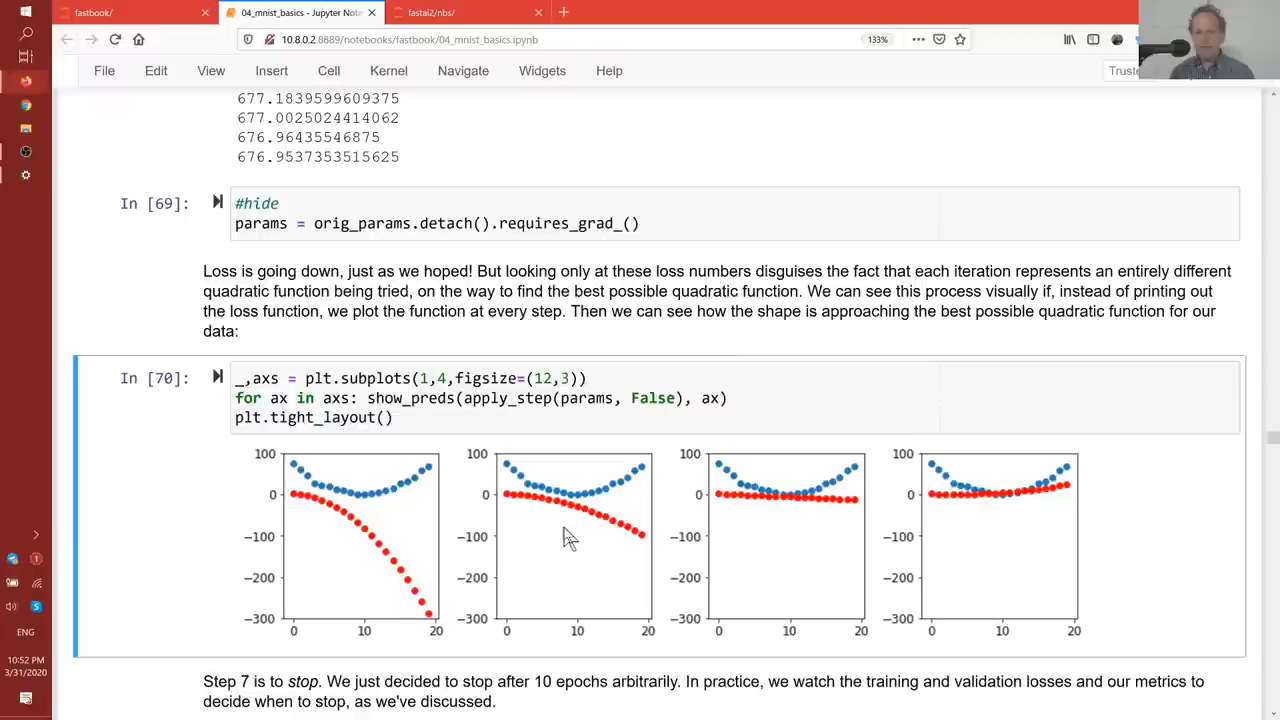 fastbook/
04_mnist_basics - Jupyter Not
fastai2/nbs/
10.8.0.2:8889/notebooks/fastbook/04_mnist_basics.ipynb
133%
File Edit View Insert Cell Kernel Navigate Widgets Help
Truste
677.1839599609375
677.0025024414062
676.96435546875
676.9537353515625
In [69]:
#hide
params = orig_params.detach().requires_grad_()
Loss is going down, just as we hoped! But looking only at these loss numbers disguises the fact that each iteration represents an entirely different
quadratic function being tried, on the way to find the best possible quadratic function. We can see this process visually if, instead of printing out
the loss function, we plot the function at every step. Then we can see how the shape is approaching the best possible quadratic function for our
data:
In [70]:
_,axs = plt.subplots(1,4,figsize=(12,3))
for ax in axs: show_preds(apply_step(params, False), ax)
plt.tight_layout()
100 100 100 100
0 0 0 0
−100 −100 −100 −100
−200 −200 −200 −200
−300 −300 −300 −300
0 10 20 0 10 20 0 10 20 0 10 20
Step 7 is to stop. We just decided to stop after 10 epochs arbitrarily. In practice, we watch the training and validation losses and our metrics to
decide when to stop, as we've discussed.
1
ENG
10:52 PM
3/31/2020